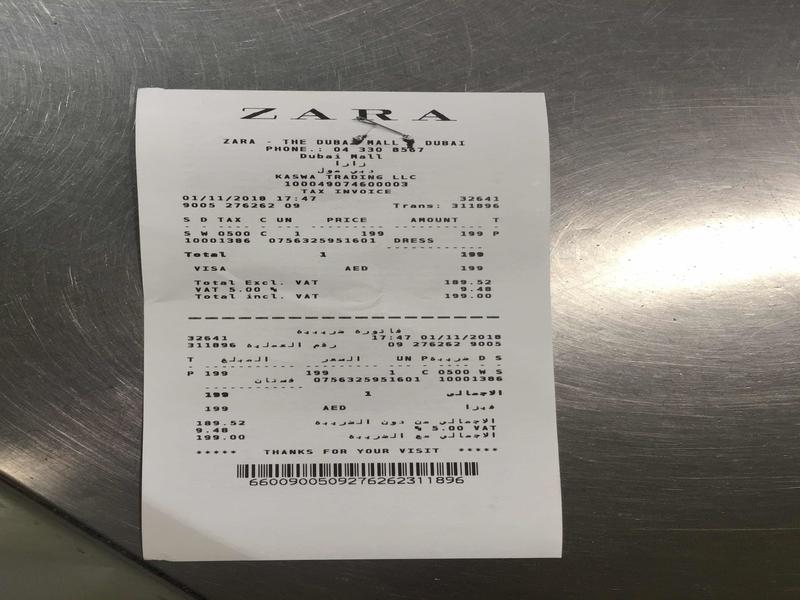 ZARA
ZARA - THE DUBAI MALL - DUBAI
PHONE.: 04 330 8567
Dubai Mall
زارا
دبي مول
KASWA TRADING LLC
100049074600003
TAX INVOICE
01/11/2018 17:47 32641
9005 276262 09 Trans: 311896
S D TAX C UN PRICE AMOUNT T
S W 0500 C 1 199 199 P
10001386 0756325951601 DRESS
Total 1 199
VISA AED 199
Total Excl. VAT 189.52
VAT 5.00 % 9.48
Total incl. VAT 199.00
فاتورة ضريبية
32641 17:47 01/11/2018
311896 رقم العملية 09 276262 9005
T المبلغ السعر UN ضريبة D S
P 199 199 1 C 0500 W S
فستان 0756325951601 10001386
199 1 الاجمالى
199 AED فيزا
189.52 الاجمالي من دون الضريبة
9.48 % 5.00 VAT
199.00 الاجمالي مع الضريبة
***** THANKS FOR YOUR VISIT *****
6600900509276262311896